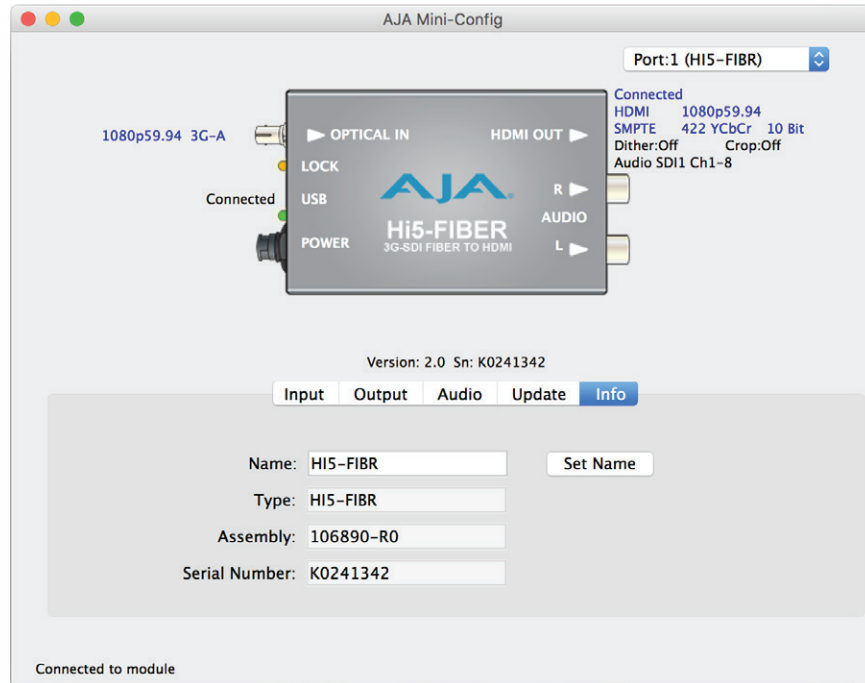 AJA Mini-Config
Port:1 (HI5-FIBR)
Connected
HDMI 1080p59.94
SMPTE 422 YCbCr 10 Bit
Dither:Off Crop:Off
Audio SDI1 Ch1-8
1080p59.94 3G-A
OPTICAL IN HDMI OUT
LOCK
Connected
USB
POWER
AJA
Hi5-FIBER
3G-SDI FIBER TO HDMI
R
AUDIO
L
Version: 2.0 Sn: K0241342
Input Output Audio Update Info
Name: HI5-FIBR Set Name
Type: HI5-FIBR
Assembly: 106890-R0
Serial Number: K0241342
Connected to module